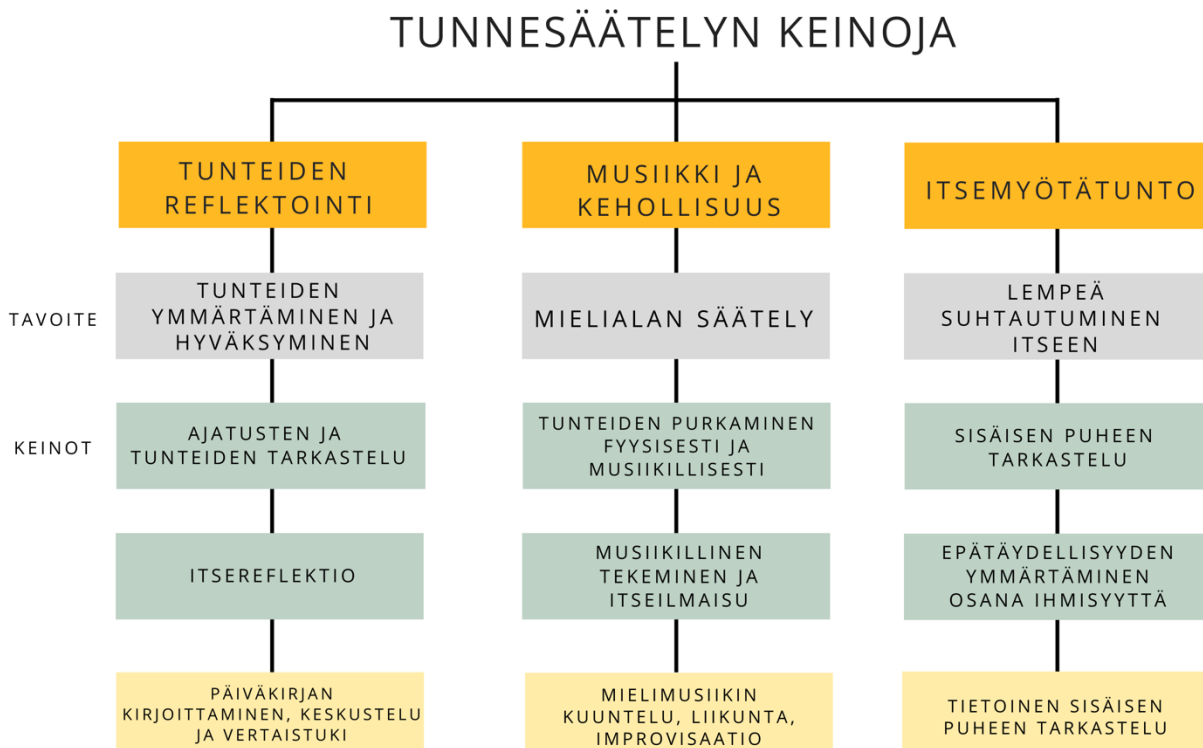 TUNNESÄÄTELYN KEINOJA
TUNTEIDEN
REFLEKTOINTI
MUSIIKKI JA
KEHOLLISUUS
ITSEMYÖTÄTUNTO
TAVOITE
TUNTEIDEN
YMMÄRTÄMINEN JA
HYVÄKSYMINEN
MIELIALAN SÄÄTELY
LEMPEÄ
SUHTAUTUMINEN
ITSEEN
KEINOT
AJATUSTEN JA
TUNTEIDEN TARKASTELU
TUNTEIDEN PURKAMINEN
FYYSISESTI JA
MUSIIKILLISESTI
SISÄISEN PUHEEN
TARKASTELU
ITSEREFLEKTIO
MUSIIKILLINEN
TEKEMINEN JA
ITSEILMAISU
EPÄTÄYDELLISYYDEN
YMMÄRTÄMINEN
OSANA IHMISYYTTÄ
PÄIVÄKIRJAN
KIRJOITTAMINEN, KESKUSTELU
JA VERTAISTUKI
MIELIMUSIIKIN
KUUNTELU, LIIKUNTA,
IMPROVISAATIO
TIETOINEN SISÄISEN
PUHEEN TARKASTELU